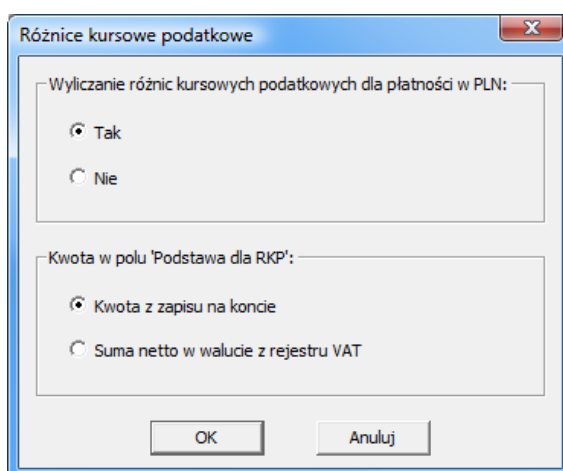 Różnice kursowe podatkowe
Wyliczanie różnic kursowych podatkowych dla płatności w PLN:
Tak
Nie
Kwota w polu 'Podstawa dla RKP':
Kwota z zapisu na koncie
Suma netto w walucie z rejestru VAT
OK Anuluj